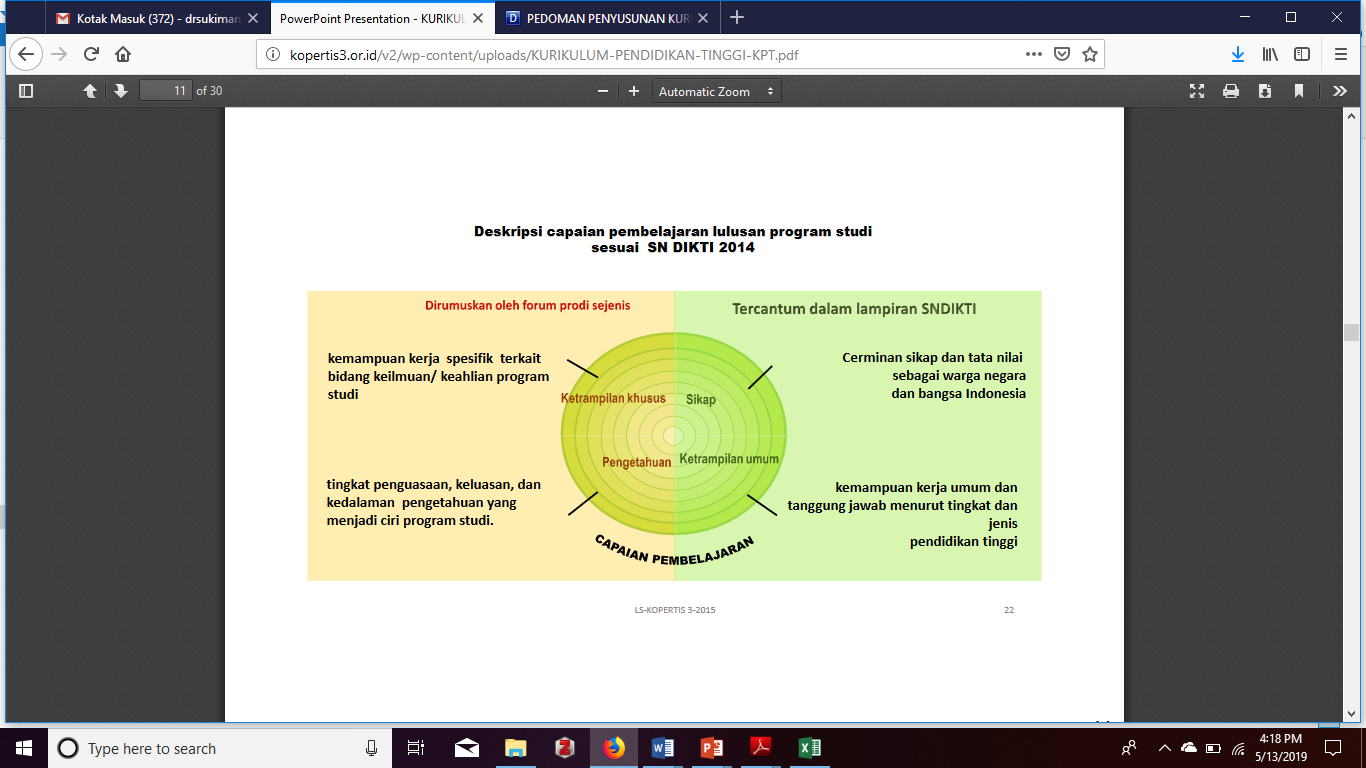 Kotak Masuk (372) - drsukiman
PowerPoint Presentation - KURIKUL
PEDOMAN PENYUSUNAN KUR
kopertis3.or.id/v2/wp-content/uploads/KURIKULUM-PENDIDIKAN-TINGGI-KPT.pdf
11 of 30
Automatic Zoom
Deskripsi capaian pembelajaran lulusan program studi
sesuai SN DIKTI 2014
Dirumuskan oleh forum prodi sejenis
Tercantum dalam lampiran SNDIKTI
kemampuan kerja spesifik terkait
bidang keilmuan/ keahlian program
studi
Cerminan sikap dan tata nilai
sebagai warga negara
dan bangsa Indonesia
Ketrampilan khusus
Sikap
Pengetahuan
Ketrampilan umum
tingkat penguasaan, keluasan, dan
kedalaman pengetahuan yang
menjadi ciri program studi.
kemampuan kerja umum dan
tanggung jawab menurut tingkat dan
jenis
pendidikan tinggi
CAPAIAN PEMBELAJARAN
LS-KOPERTIS 3-2015
22
Type here to search
4:18 PM
5/13/2019